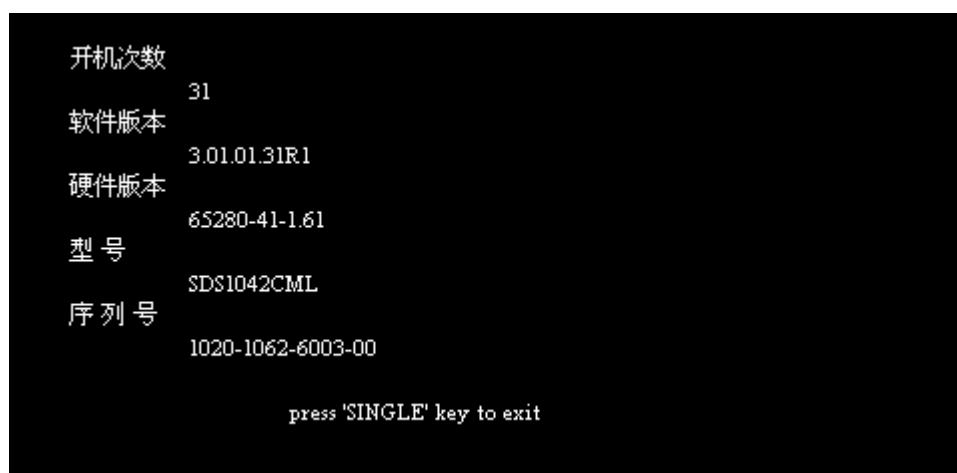 开机次数
31
软件版本
3.01.01.31R1
硬件版本
65280-41-1.61
型 号
SDS1042CML
序 列 号
1020-1062-6003-00
press 'SINGLE' key to exit